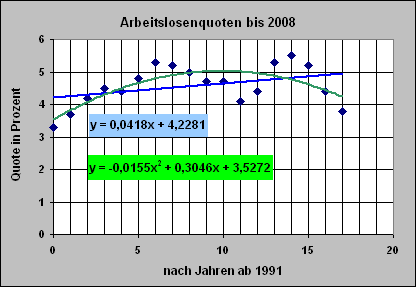 Arbeitslosenquoten bis 2008
Quote in Prozent
6
5
4
3
2
1
0
y = 0,0418x + 4,2281
y = -0,0155x² + 0,3046x + 3,5272
0 5 10 15 20
nach Jahren ab 1991